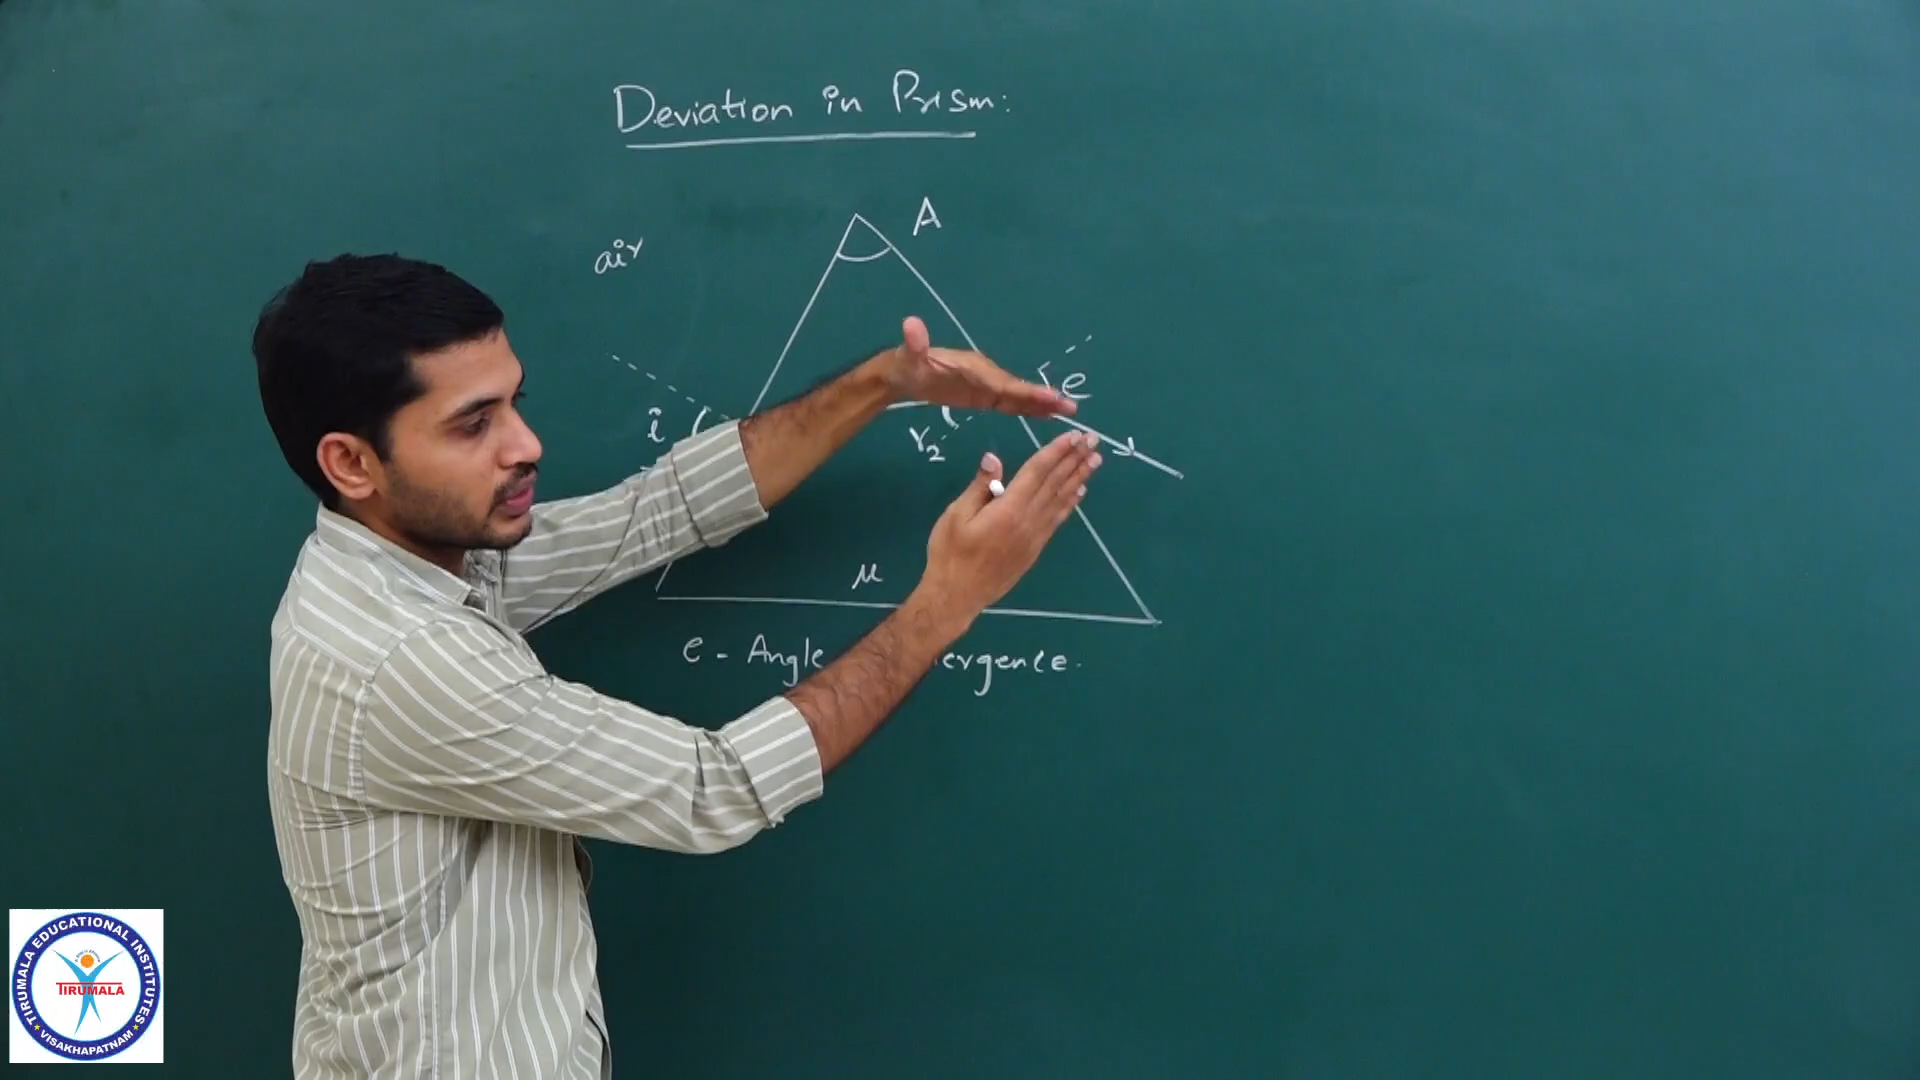 Deviation in Prism:
A
air
e
i
r2
μ
e - Angle ergence.
TIRUMALA EDUCATIONAL INSTITUTES
TIRUMALA
VISAKHAPATNAM